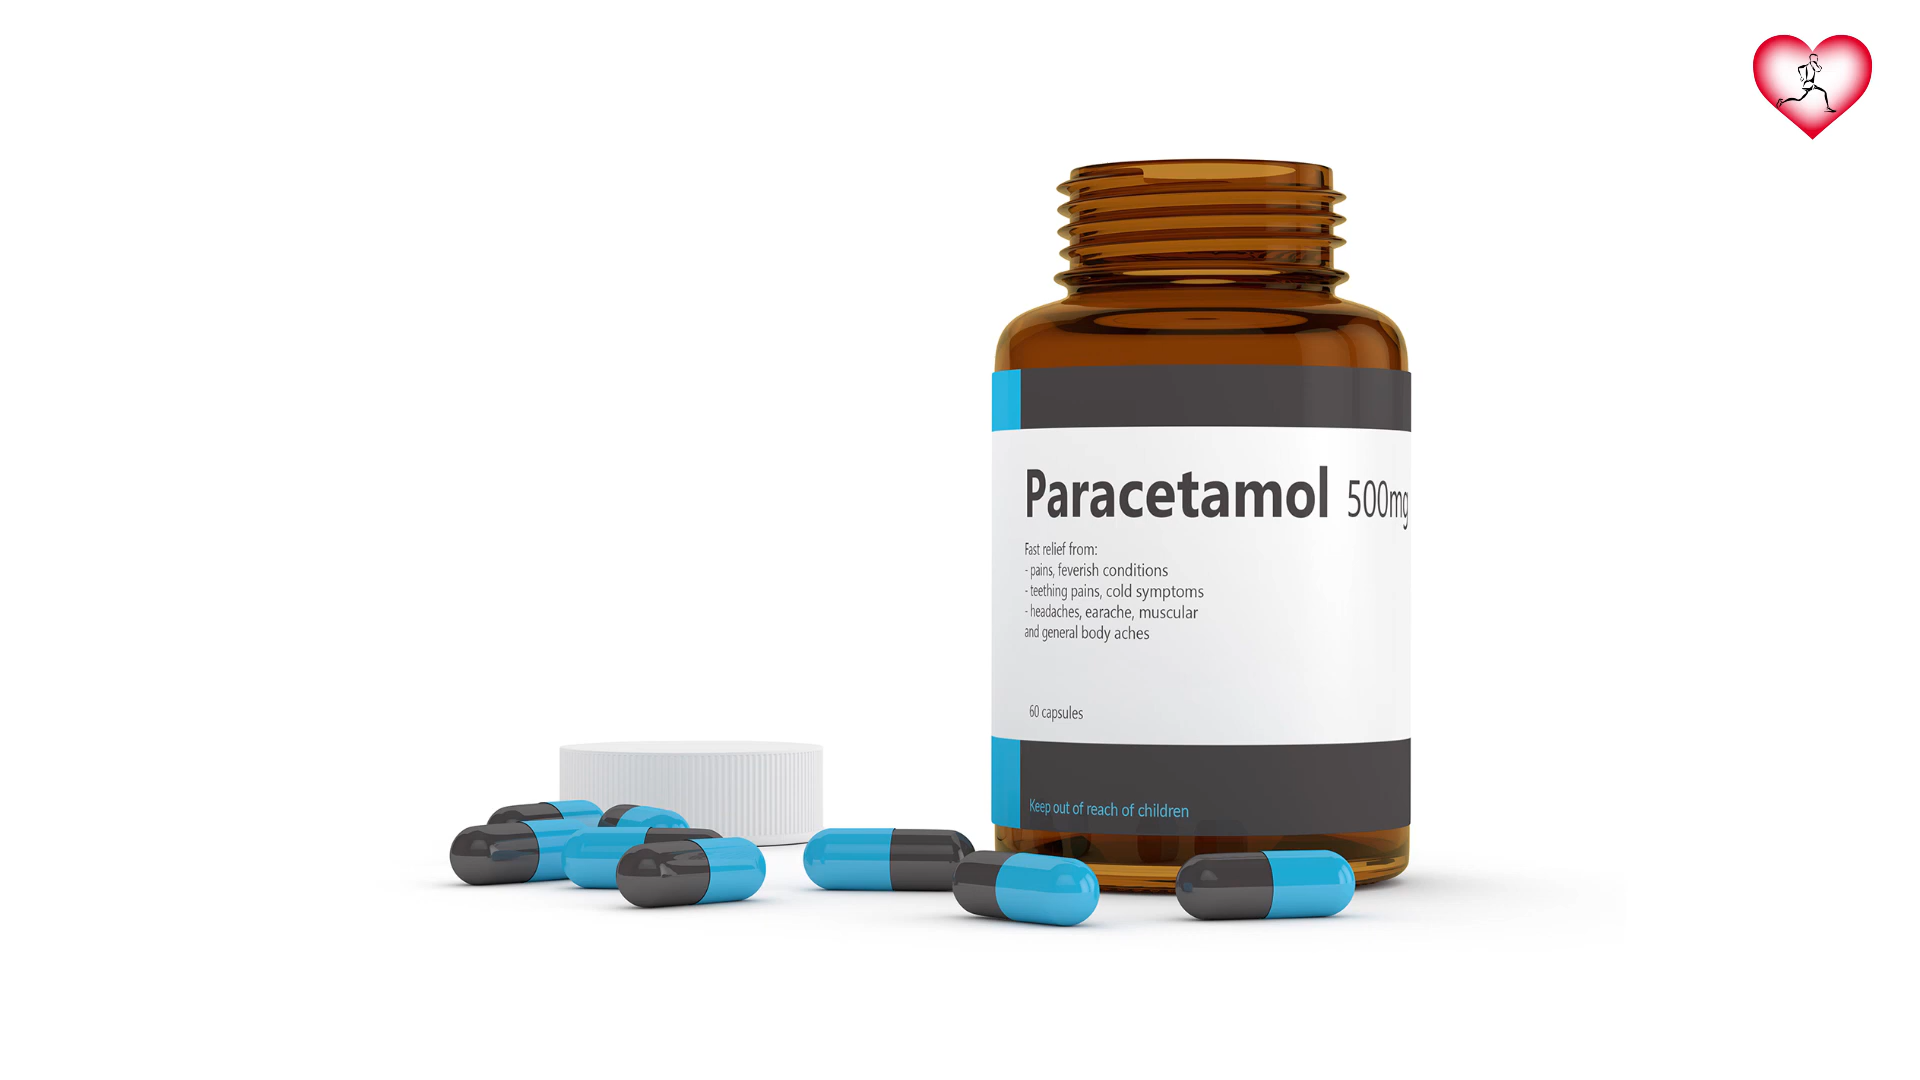 Paracetamol 500mg
Fast relief from:
- pains, feverish conditions
- teething pains, cold symptoms
- headaches, earache, muscular
and general body aches
60 capsules
Keep out of reach of children